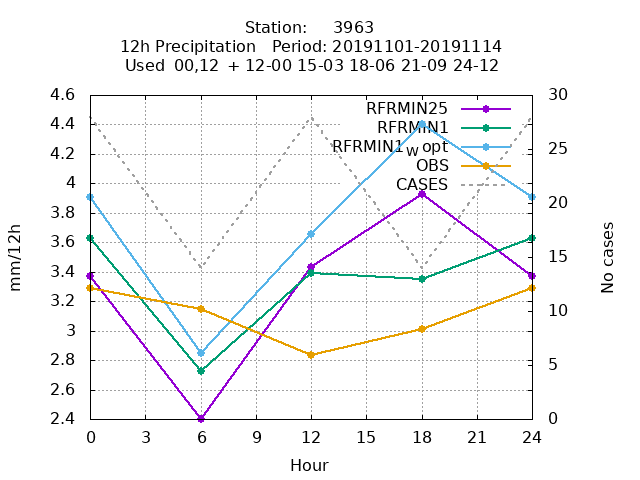 Station: 3963
12h Precipitation Period: 20191101-20191114
Used 00,12 + 12-00 15-03 18-06 21-09 24-12
RFRMIN25
RFRMIN1
RFRMIN1_W opt
OBS
CASES
4.6
4.4
4.2
4
3.8
3.6
3.4
3.2
3
2.8
2.6
2.4
mm/12h
30
25
20
15
10
5
0
No cases
0 3 6 9 12 15 18 21 24
Hour